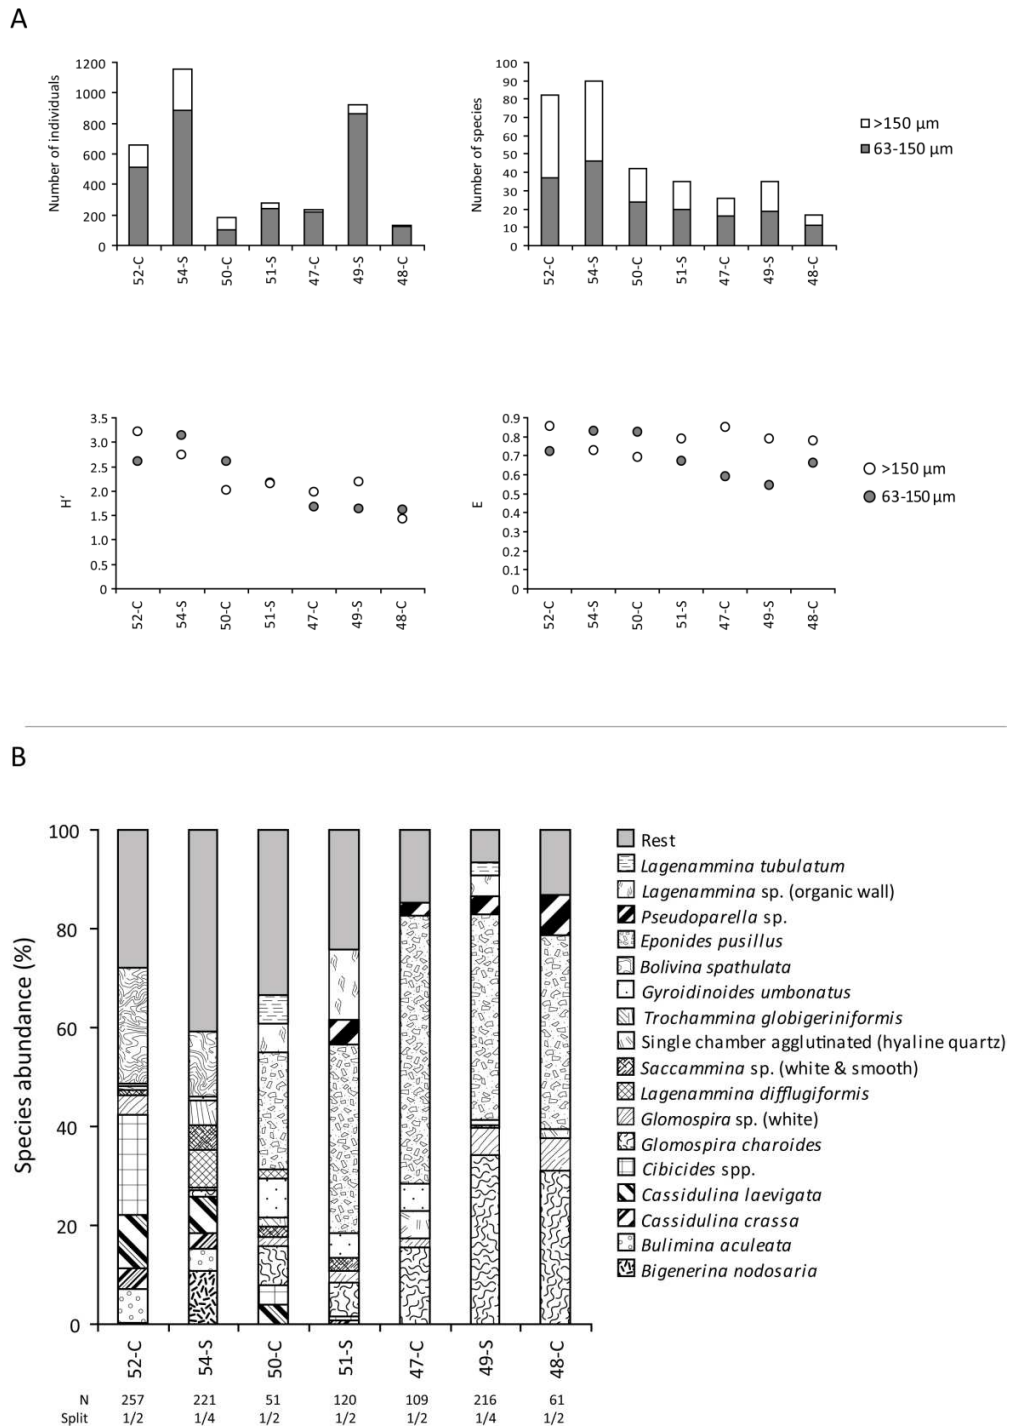 A
Number of individuals
1200
1000
800
600
400
200
0
52-C 54-S 50-C 51-S 47-C 49-S 48-C
Number of species
100
90
80
70
60
50
40
30
20
10
0
52-C 54-S 50-C 51-S 47-C 49-S 48-C
>150 μm
63-150 μm
H′
3.5
3.0
2.5
2.0
1.5
1.0
0.5
0
52-C 54-S 50-C 51-S 47-C 49-S 48-C
E
0.9
0.8
0.7
0.6
0.5
0.4
0.3
0.2
0.1
0
52-C 54-S 50-C 51-S 47-C 49-S 48-C
>150 μm
63-150 μm
B
Species abundance (%)
100
80
60
40
20
0
52-C 54-S 50-C 51-S 47-C 49-S 48-C
N 257 221 51 120 109 216 61
Split 1/2 1/4 1/2 1/2 1/2 1/4 1/2
Rest
Lagenammina tubulatum
Lagenammina sp. (organic wall)
Pseudoparella sp.
Eponides pusillus
Bolivina spathulata
Gyroidinoides umbonatus
Trochammina globigeriniformis
Single chamber agglutinated (hyaline quartz)
Saccammina sp. (white & smooth)
Lagenammina difflugiformis
Glomospira sp. (white)
Glomospira charoides
Cibicides spp.
Cassidulina laevigata
Cassidulina crassa
Bulimina aculeata
Bigenerina nodosaria